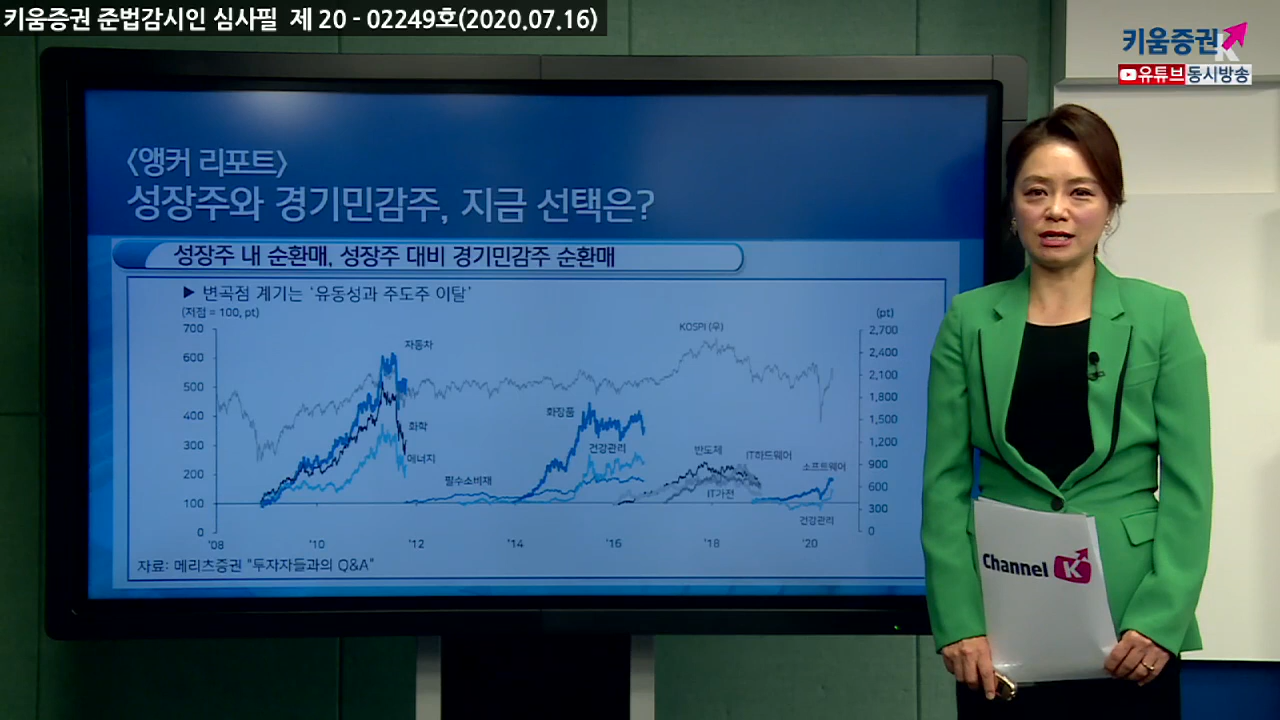 키움증권 준법감시인 심사필 제 20 - 02249호(2020.07.16)
키움증권
유튜브동시방송
<앵커 리포트>
성장주와 경기민감주, 지금 선택은?
성장주 내 순환매, 성장주 대비 경기민감주 순환매
▶ 변곡점 계기는 '유동성과 주도주 이탈'
(저점 = 100, pt)
(pt)
KOSPI (우)
700
600
500
400
300
200
100
0
2,700
2,400
2,100
1,800
1,500
1,200
900
600
300
0
자동차
화학
에너지
필수소비재
화장품
건강관리
반도체
IT하드웨어
IT가전
소프트웨어
건강관리
'08 '10 '12 '14 '16 '18 '20
자료: 메리츠증권 "투자자들과의 Q&A"
Channel K